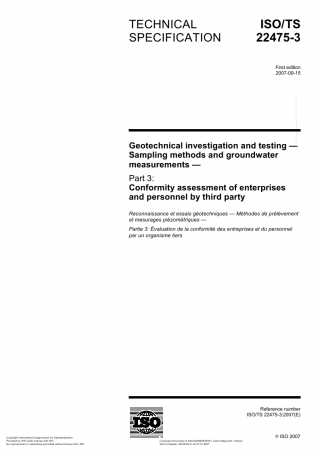 TECHNICAL
SPECIFICATION
ISO/TS
22475-3
First edition
2007-09-15
Geotechnical investigation and testing —
Sampling methods and groundwater
measurements —
Part 3:
Conformity assessment of enterprises
and personnel by third party
Reconnaissance et essais géotechniques — Méthodes de prélèvement
et mesurages piézométriques —
Partie 3: Évaluation de la conformité des entreprises et du personnel
par un organisme tiers
Reference number
ISO/TS 22475-3:2007(E)
ISO
© ISO 2007